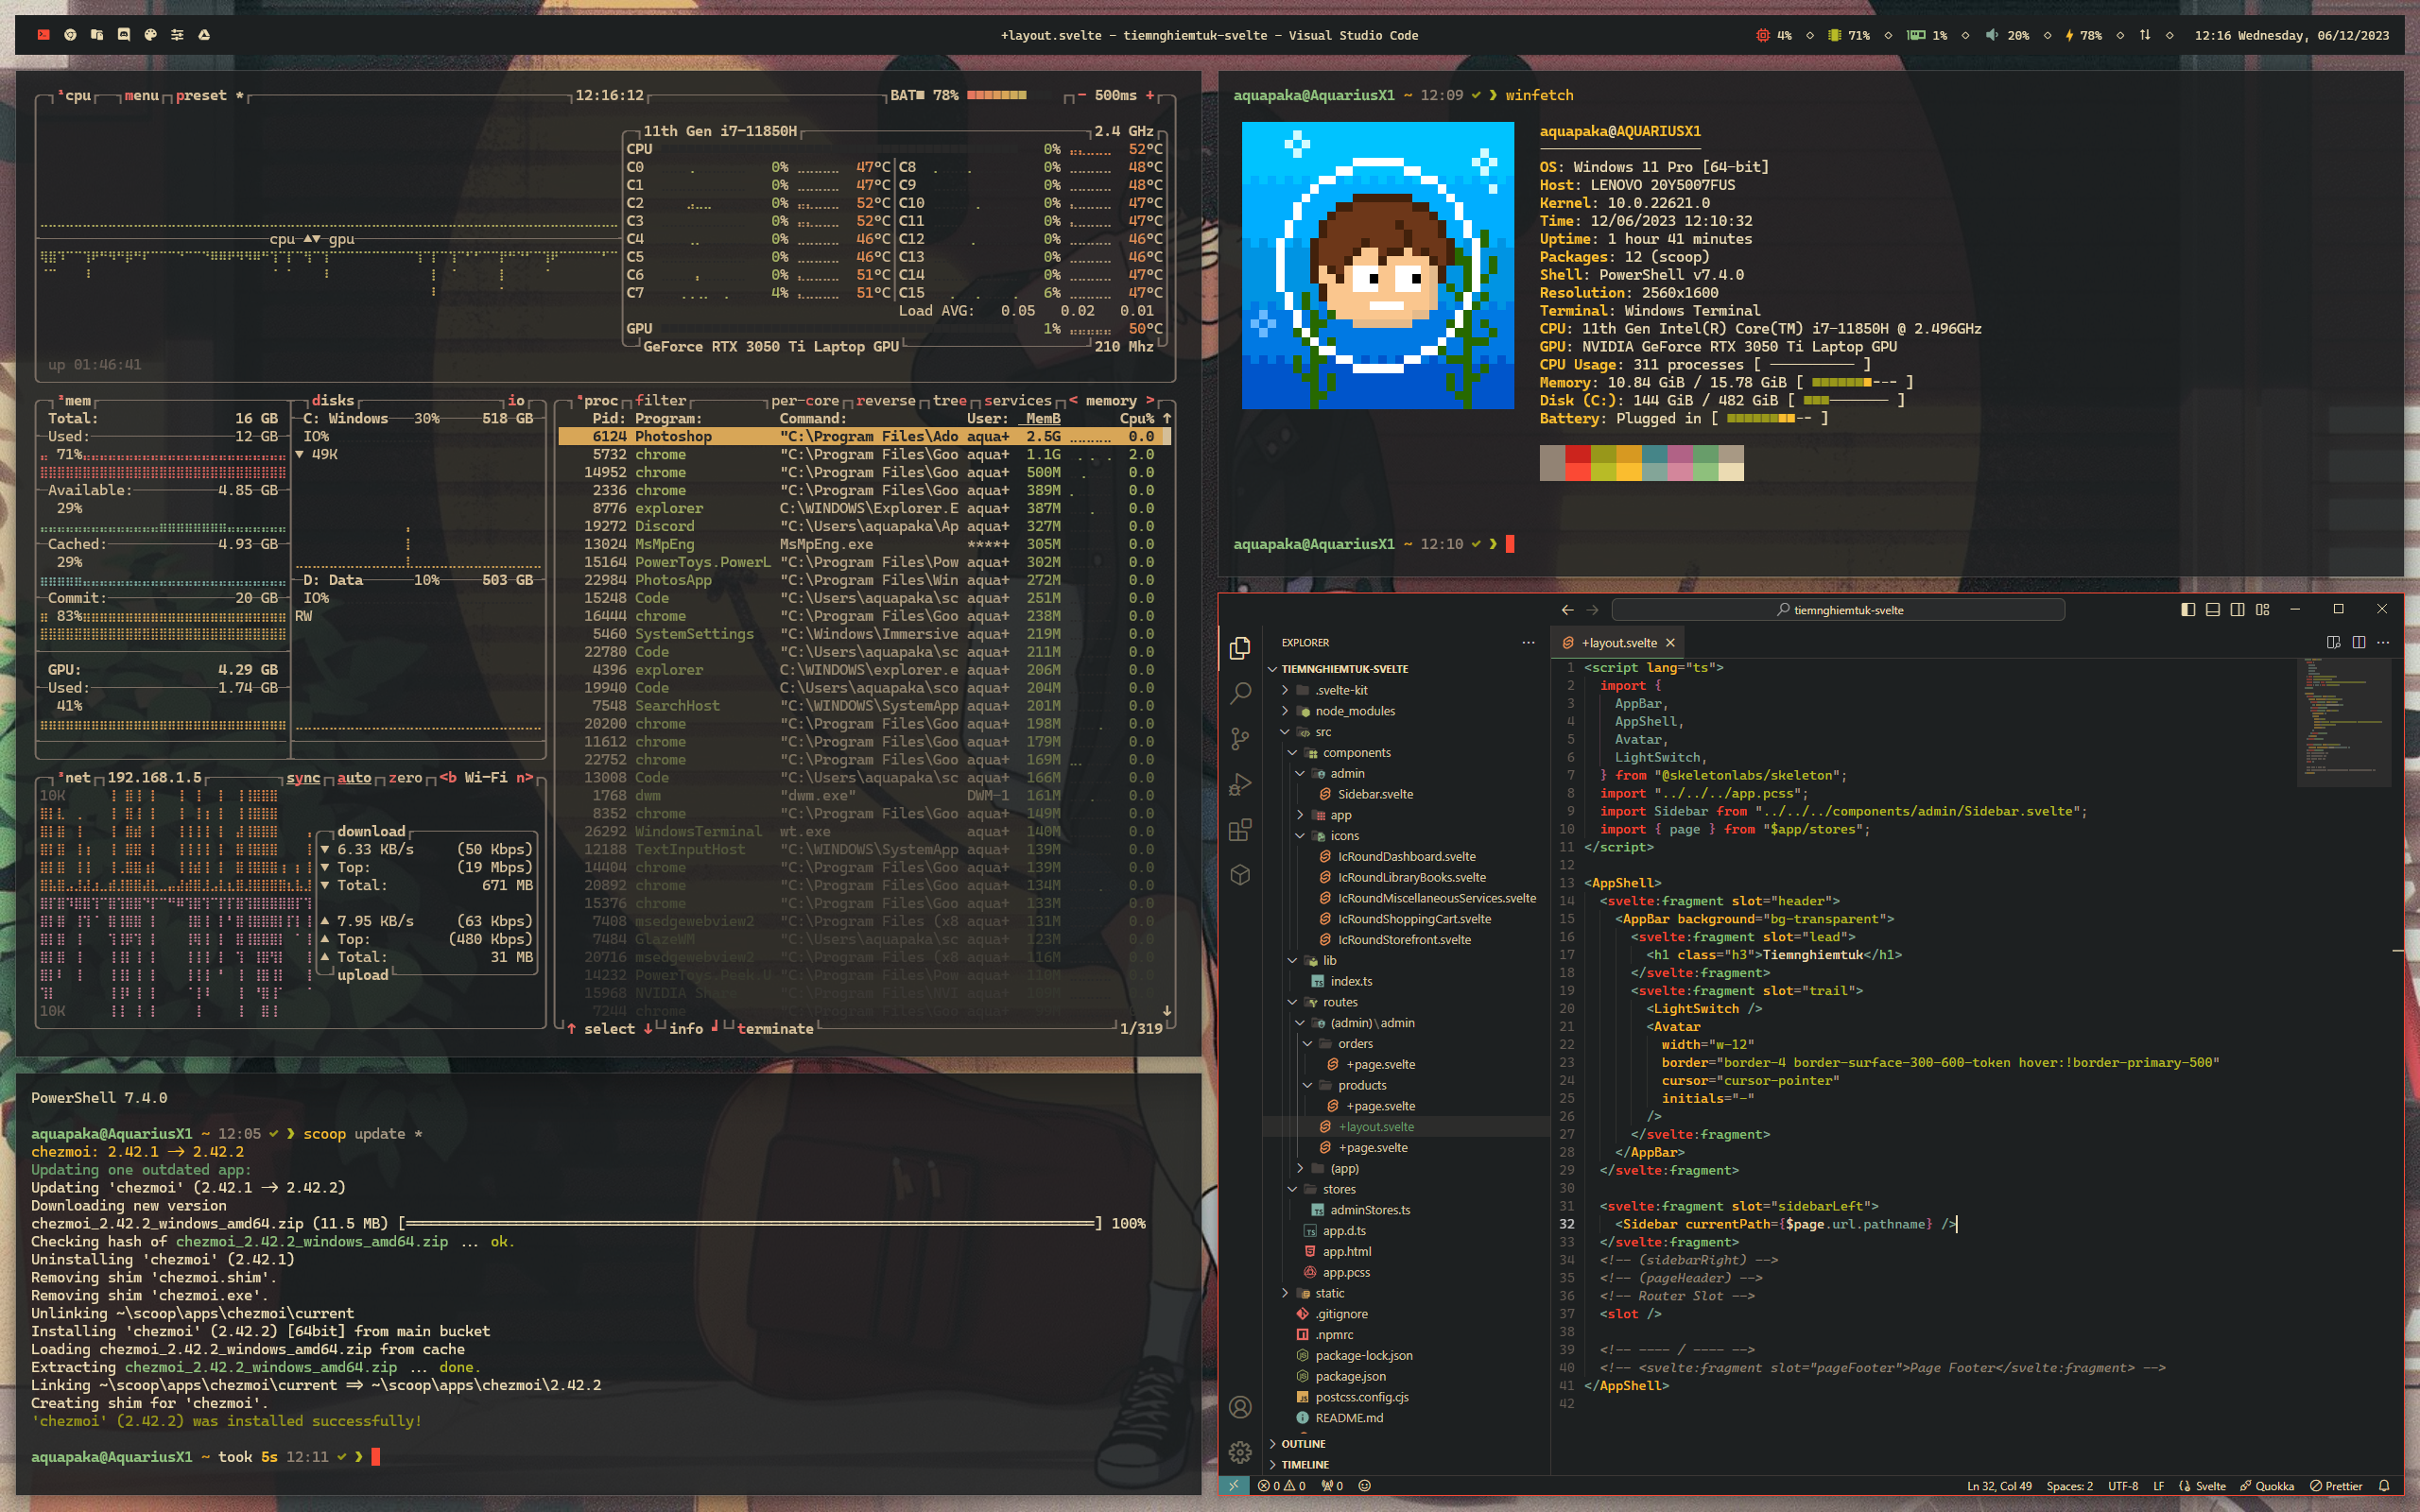 +layout.svelte - tiemnghiemtuk-svelte - Visual Studio Code
4% 71% 1% 20% 78% 12:16 Wednesday, 06/12/2023
¹cpu menu preset * 12:16:12 BAT■ 78% - 500ms +
11th Gen i7-11850H 2.4 GHz
CPU 0% 52°C
C0 0% 47°C C8 0% 48°C
C1 0% 47°C C9 0% 48°C
C2 0% 52°C C10 0% 47°C
C3 0% 52°C C11 0% 47°C
C4 0% 46°C C12 0% 46°C
C5 0% 46°C C13 0% 46°C
C6 0% 51°C C14 0% 47°C
C7 4% 51°C C15 6% 47°C
Load AVG: 0.05 0.02 0.01
GPU 1% 50°C
GeForce RTX 3050 Ti Laptop GPU 210 Mhz
cpu ▲▼ gpu
up 01:46:41
²mem
Total: 16 GB
Used: 12 GB
71%
Available: 4.85 GB
29%
Cached: 4.93 GB
29%
Commit: 20 GB
83%
GPU: 4.29 GB
Used: 1.74 GB
41%
disks io
C: Windows 30% 518 GB
IO%
▼ 49K
D: Data 10% 503 GB
IO%
RW
³net 192.168.1.5 sync auto zero <b Wi-Fi n>
10K
download
▼ 6.33 KB/s (50 Kbps)
▼ Top: (19 Mbps)
▼ Total: 671 MB
▲ 7.95 KB/s (63 Kbps)
▲ Top: (480 Kbps)
▲ Total: 31 MB
upload
10K
⁴proc filter per-core reverse tree services < memory >
Pid: Program: Command: User: MemB Cpu% ↑
6124 Photoshop "C:\Program Files\Ado aqua+ 2.5G 0.0
5732 chrome "C:\Program Files\Goo aqua+ 1.1G 2.0
14952 chrome "C:\Program Files\Goo aqua+ 500M 0.0
2336 chrome "C:\Program Files\Goo aqua+ 389M 0.0
8776 explorer C:\WINDOWS\Explorer.E aqua+ 387M 0.0
19272 Discord "C:\Users\aquapaka\Ap aqua+ 327M 0.0
13024 MsMpEng MsMpEng.exe ****+ 305M 0.0
15164 PowerToys.PowerL "C:\Program Files\Pow aqua+ 302M 0.0
22984 PhotosApp "C:\Program Files\Win aqua+ 272M 0.0
15248 Code "C:\Users\aquapaka\sc aqua+ 251M 0.0
16444 chrome "C:\Program Files\Goo aqua+ 238M 0.0
5460 SystemSettings "C:\Windows\Immersive aqua+ 219M 0.0
22780 Code "C:\Users\aquapaka\sc aqua+ 211M 0.0
4396 explorer C:\WINDOWS\explorer.e aqua+ 206M 0.0
19940 Code C:\Users\aquapaka\sco aqua+ 204M 0.0
7548 SearchHost "C:\WINDOWS\SystemApp aqua+ 201M 0.0
20200 chrome "C:\Program Files\Goo aqua+ 198M 0.0
11612 chrome "C:\Program Files\Goo aqua+ 179M 0.0
22752 chrome "C:\Program Files\Goo aqua+ 169M 0.0
13008 Code "C:\Users\aquapaka\sc aqua+ 166M 0.0
1768 dwm "dwm.exe" DWM-1 161M 0.0
8352 chrome "C:\Program Files\Goo aqua+ 149M 0.0
26292 WindowsTerminal wt.exe aqua+ 140M 0.0
12188 TextInputHost "C:\WINDOWS\SystemApp aqua+ 139M 0.0
14404 chrome "C:\Program Files\Goo aqua+ 139M 0.0
20892 chrome "C:\Program Files\Goo aqua+ 134M 0.0
15376 chrome "C:\Program Files\Goo aqua+ 133M 0.0
7408 msedgewebview2 "C:\Program Files (x8 aqua+ 131M 0.0
7484 GlazeWM "C:\Users\aquapaka\sc aqua+ 123M 0.0
20716 msedgewebview2 "C:\Program Files (x8 aqua+ 116M 0.0
14232 PowerToys.Peek.U "C:\Program Files\Pow aqua+ 110M 0.0
15968 NVIDIA Share "C:\Program Files\NVI aqua+ 0.0
7244 chrome "C:\Program Files\Goo aqua+ 0.0
↑ select ↓ info ┘ terminate 1/319
PowerShell 7.4.0
aquapaka@AquariusX1 ~ 12:05 ✓ ❯ scoop update *
chezmoi: 2.42.1 -> 2.42.2
Updating one outdated app:
Updating 'chezmoi' (2.42.1 -> 2.42.2)
Downloading new version
chezmoi_2.42.2_windows_amd64.zip (11.5 MB) [=====] 100%
Checking hash of chezmoi_2.42.2_windows_amd64.zip ... ok.
Uninstalling 'chezmoi' (2.42.1)
Removing shim 'chezmoi.shim'.
Removing shim 'chezmoi.exe'.
Unlinking ~\scoop\apps\chezmoi\current
Installing 'chezmoi' (2.42.2) [64bit] from main bucket
Loading chezmoi_2.42.2_windows_amd64.zip from cache
Extracting chezmoi_2.42.2_windows_amd64.zip ... done.
Linking ~\scoop\apps\chezmoi\current => ~\scoop\apps\chezmoi\2.42.2
Creating shim for 'chezmoi'.
'chezmoi' (2.42.2) was installed successfully!
aquapaka@AquariusX1 ~ took 5s 12:11 ✓ ❯
aquapaka@AquariusX1 ~ 12:09 ✓ ❯ winfetch
aquapaka@AQUARIUSX1
OS: Windows 11 Pro [64-bit]
Host: LENOVO 20Y5007FUS
Kernel: 10.0.22621.0
Time: 12/06/2023 12:10:32
Uptime: 1 hour 41 minutes
Packages: 12 (scoop)
Shell: PowerShell v7.4.0
Resolution: 2560x1600
Terminal: Windows Terminal
CPU: 11th Gen Intel(R) Core(TM) i7-11850H @ 2.496GHz
GPU: NVIDIA GeForce RTX 3050 Ti Laptop GPU
CPU Usage: 311 processes [ ---------- ]
Memory: 10.84 GiB / 15.78 GiB [ ■■■■■■■--- ]
Disk (C:): 144 GiB / 482 GiB [ ■■■------- ]
Battery: Plugged in [ ■■■■■■■■-- ]
aquapaka@AquariusX1 ~ 12:10 ✓ ❯
tiemnghiemtuk-svelte
EXPLORER ...
TIEMNGHIEMTUK-SVELTE
.svelte-kit
node_modules
src
components
admin
Sidebar.svelte
app
icons
IcRoundDashboard.svelte
IcRoundLibraryBooks.svelte
IcRoundMiscellaneousServices.svelte
IcRoundShoppingCart.svelte
IcRoundStorefront.svelte
lib
index.ts
routes
(admin)\admin
orders
+page.svelte
products
+page.svelte
+layout.svelte
+page.svelte
(app)
stores
adminStores.ts
app.d.ts
app.html
app.pcss
static
.gitignore
.npmrc
package-lock.json
package.json
postcss.config.cjs
README.md
OUTLINE
TIMELINE
+layout.svelte
1 <script lang="ts">
2 import {
3 AppBar,
4 AppShell,
5 Avatar,
6 LightSwitch,
7 } from "@skeletonlabs/skeleton";
8 import "../../../app.pcss";
9 import Sidebar from "../../../components/admin/Sidebar.svelte";
10 import { page } from "$app/stores";
11 </script>
12
13 <AppShell>
14 <svelte:fragment slot="header">
15 <AppBar background="bg-transparent">
16 <svelte:fragment slot="lead">
17 <h1 class="h3">Tiemnghiemtuk</h1>
18 </svelte:fragment>
19 <svelte:fragment slot="trail">
20 <LightSwitch />
21 <Avatar
22 width="w-12"
23 border="border-4 border-surface-300-600-token hover:!border-primary-500"
24 cursor="cursor-pointer"
25 initials="-"
26 />
27 </svelte:fragment>
28 </AppBar>
29 </svelte:fragment>
30
31 <svelte:fragment slot="sidebarLeft">
32 <Sidebar currentPath={$page.url.pathname} />
33 </svelte:fragment>
34 <!-- (sidebarRight) -->
35 <!-- (pageHeader) -->
36 <!-- Router Slot -->
37 <slot />
38
39 <!-- ---- / ---- -->
40 <!-- <svelte:fragment slot="pageFooter">Page Footer</svelte:fragment> -->
41 </AppShell>
42
0 0 0 Ln 32, Col 49 Spaces: 2 UTF-8 LF Svelte Quokka Prettier